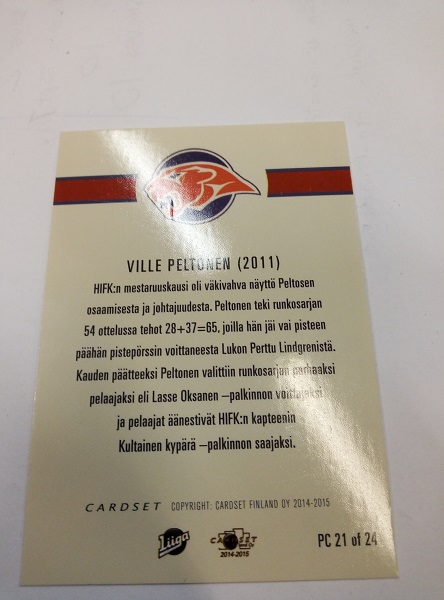 VILLE PELTONEN (2011)
HIFK:n mestaruuskausi oli väkivahva näyttö Peltosen
osaamisesta ja johtajuudesta. Peltonen teki runkosarjan
54 ottelussa tehot 28+37=65, joilla hän jäi vai pisteen
päähän pistepörssin voittaneesta Lukon Perttu Lindgrenistä.
Kauden päätteeksi Peltonen valittiin runkosarjan parhaaksi
pelaajaksi eli Lasse Oksanen –palkinnon voittajaksi
ja pelaajat äänestivät HIFK:n kapteenin
Kultainen kypärä –palkinnon saajaksi.
CARDSET COPYRIGHT: CARDSET FINLAND OY 2014-2015
Liiga CARDSET 2014-2015 PC 21 of 24